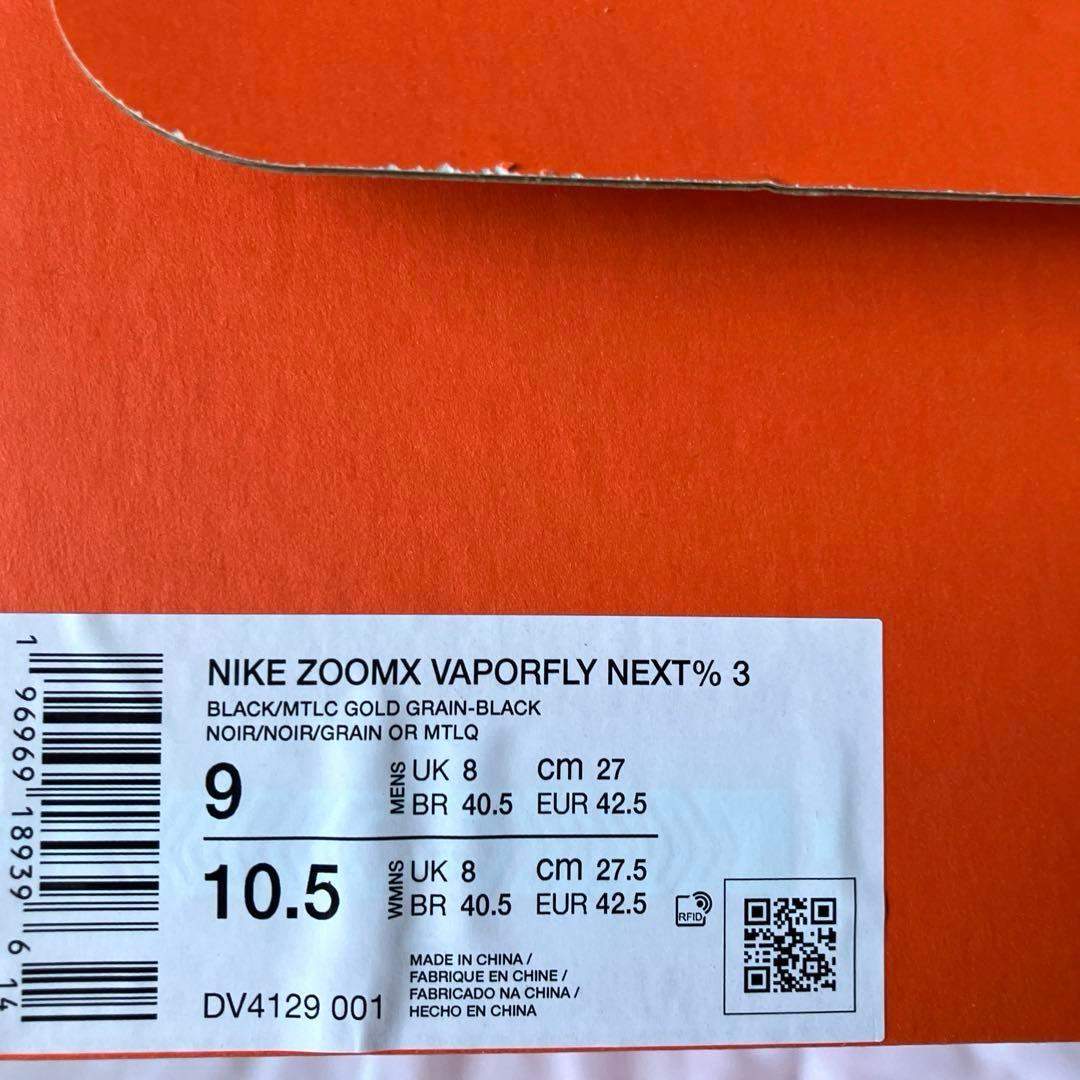 NIKE ZOOMX VAPORFLY NEXT% 3
BLACK/MTLC GOLD GRAIN-BLACK
NOIR/NOIR/GRAIN OR MTLQ
9 MENS UK 8 cm 27
BR 40.5 EUR 42.5
10.5 WMNS UK 8 cm 27.5
BR 40.5 EUR 42.5
RFID
MADE IN CHINA /
FABRIQUE EN CHINE /
FABRICADO NA CHINA /
HECHO EN CHINA
DV4129 001
1 96969 18939 6 14